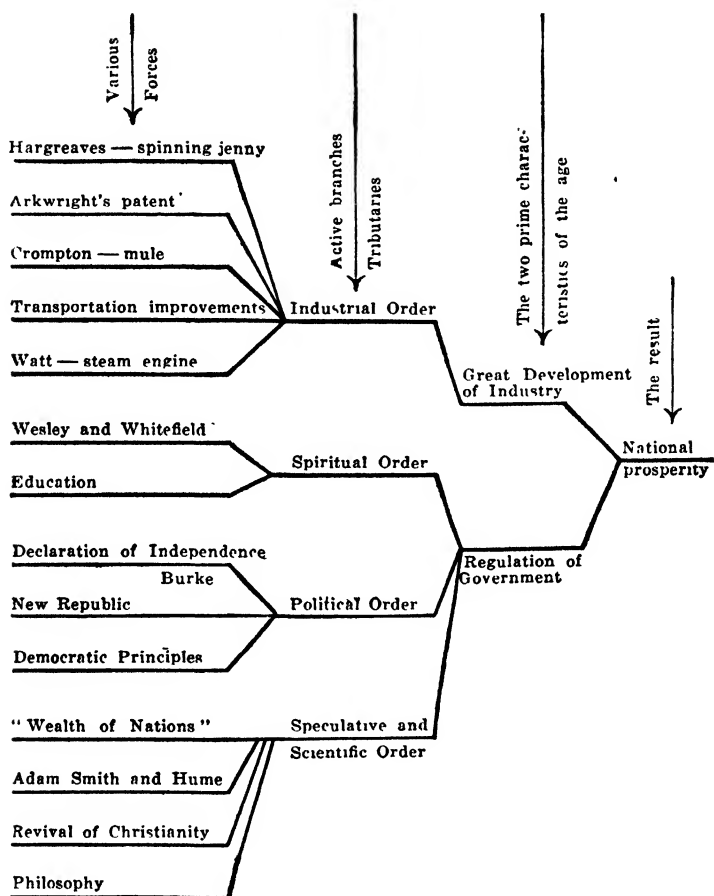 Various
Forces
Active branches
Tributaries
The two prime charac-
teristics of the age
The result
Hargreaves — spinning jenny
Arkwright's patent
Crompton — mule
Transportation improvements
Watt — steam engine
Wesley and Whitefield
Education
Declaration of Independence
Burke
New Republic
Democratic Principles
"Wealth of Nations"
Adam Smith and Hume
Revival of Christianity
Philosophy
Industrial Order
Spiritual Order
Political Order
Speculative and
Scientific Order
Great Development
of Industry
Regulation of
Government
National
prosperity